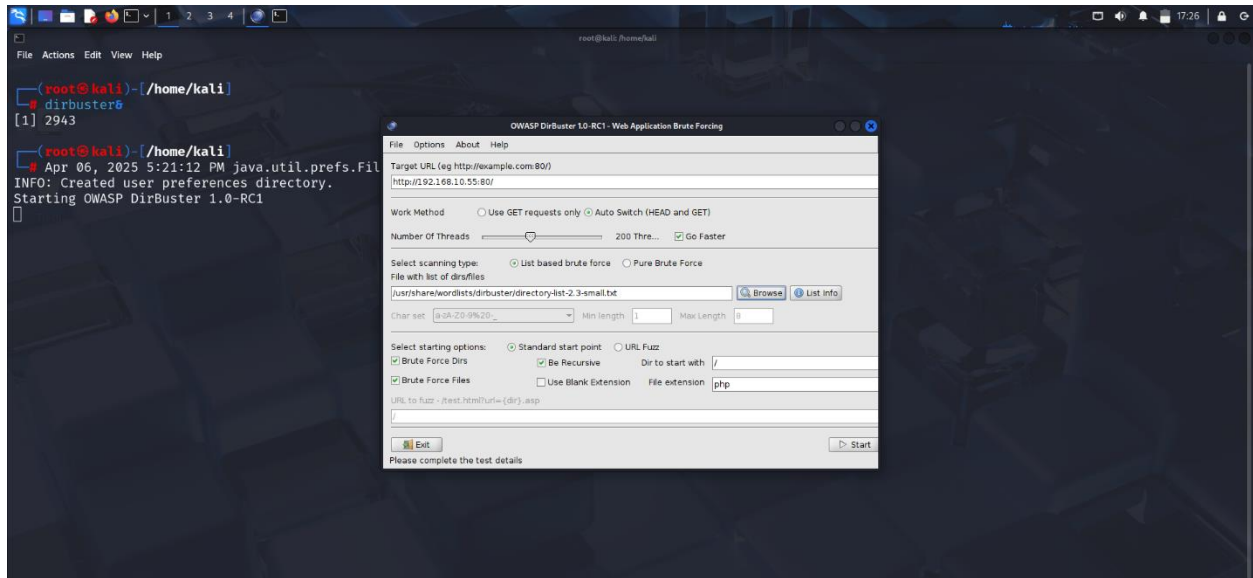 1 2 3 4
17:26
root@kali: /home/kali
File Actions Edit View Help
(root㉿kali)-[/home/kali]
# dirbuster&
[1] 2943
(root㉿kali)-[/home/kali]
# Apr 06, 2025 5:21:12 PM java.util.prefs.Fil
INFO: Created user preferences directory.
Starting OWASP DirBuster 1.0-RC1
OWASP DirBuster 1.0-RC1 - Web Application Brute Forcing
File Options About Help
Target URL (eg http://example.com:80/)
http://192.168.10.55:80/
Work Method Use GET requests only Auto Switch (HEAD and GET)
Number Of Threads 200 Thre... Go Faster
Select scanning type: List based brute force Pure Brute Force
File with list of dirs/files
/usr/share/wordlists/dirbuster/directory-list-2.3-small.txt Browse List Info
Char set a-zA-Z0-9%20-_ Min length 1 Max Length 8
Select starting options: Standard start point URL Fuzz
Brute Force Dirs Be Recursive Dir to start with /
Brute Force Files Use Blank Extension File extension php
URL to fuzz - /test.html?url={dir}.asp
/
Exit Start
Please complete the test details